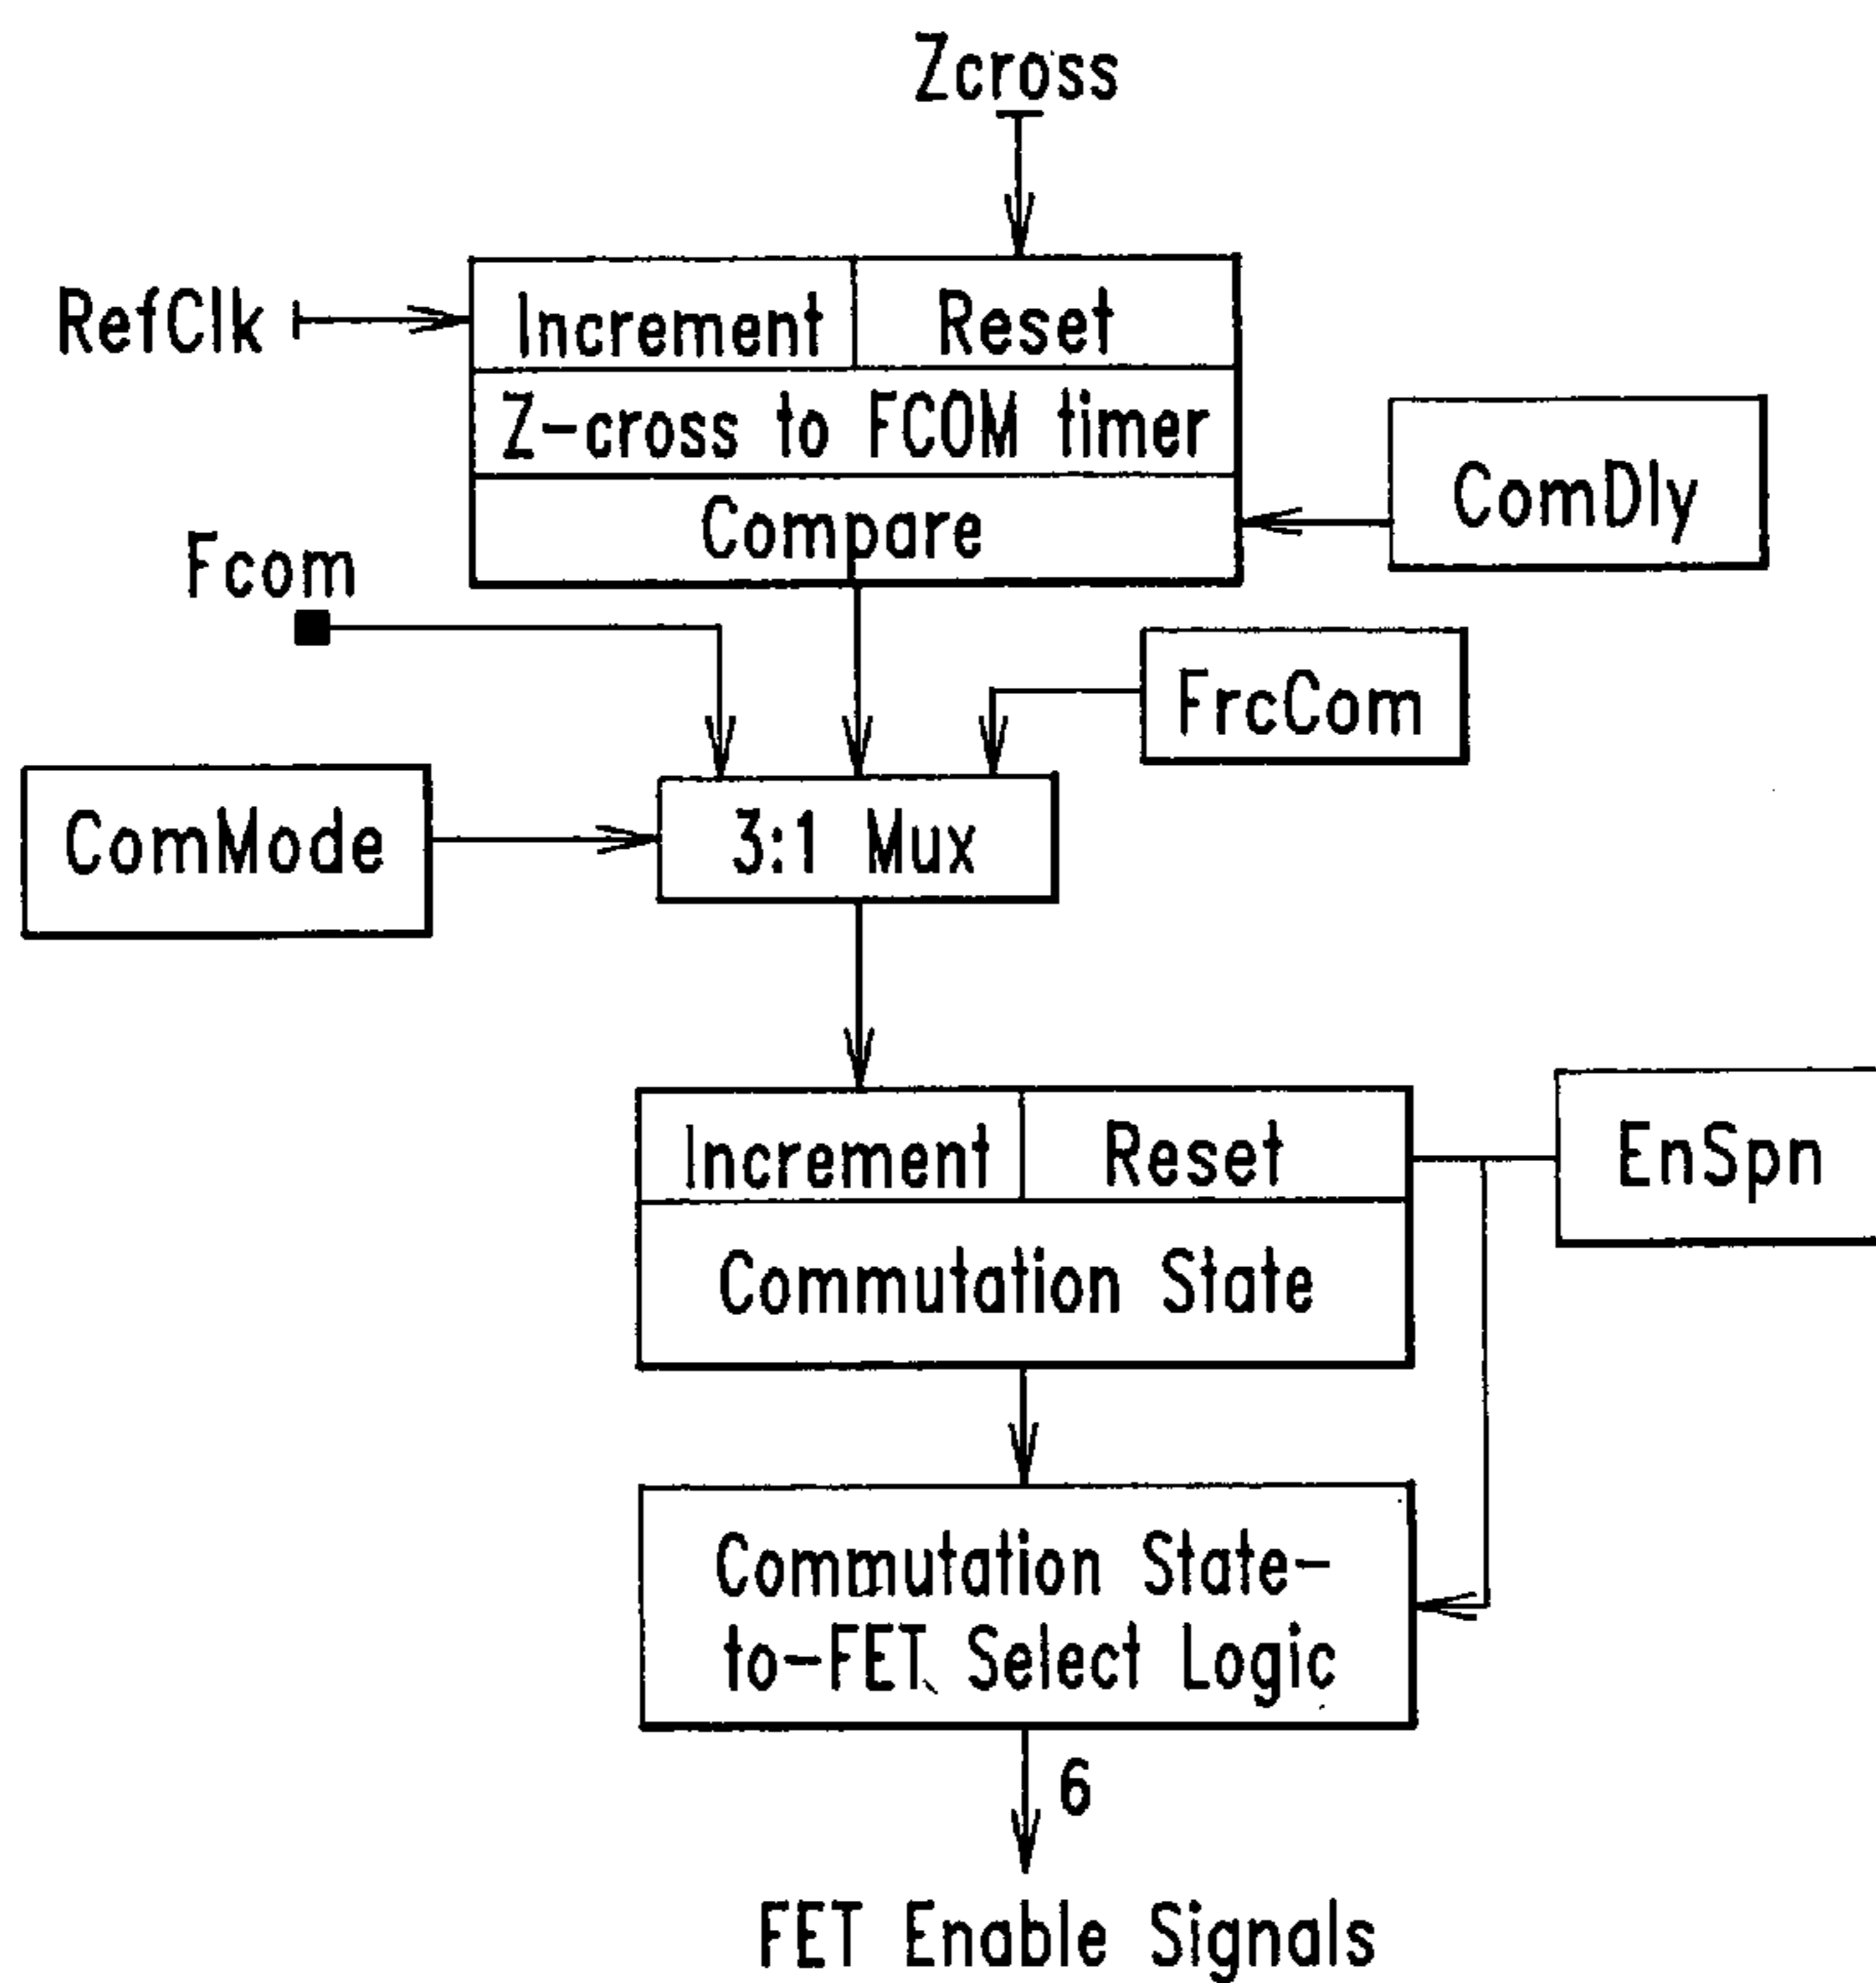 Zcross
RefClk
Increment
Reset
Z-cross to FCOM timer
Compare
ComDly
Fcom
FrcCom
ComMode
3:1 Mux
Increment
Reset
EnSpn
Commutation State
Commutation State-
to-FET Select Logic
6
FET Enable Signals